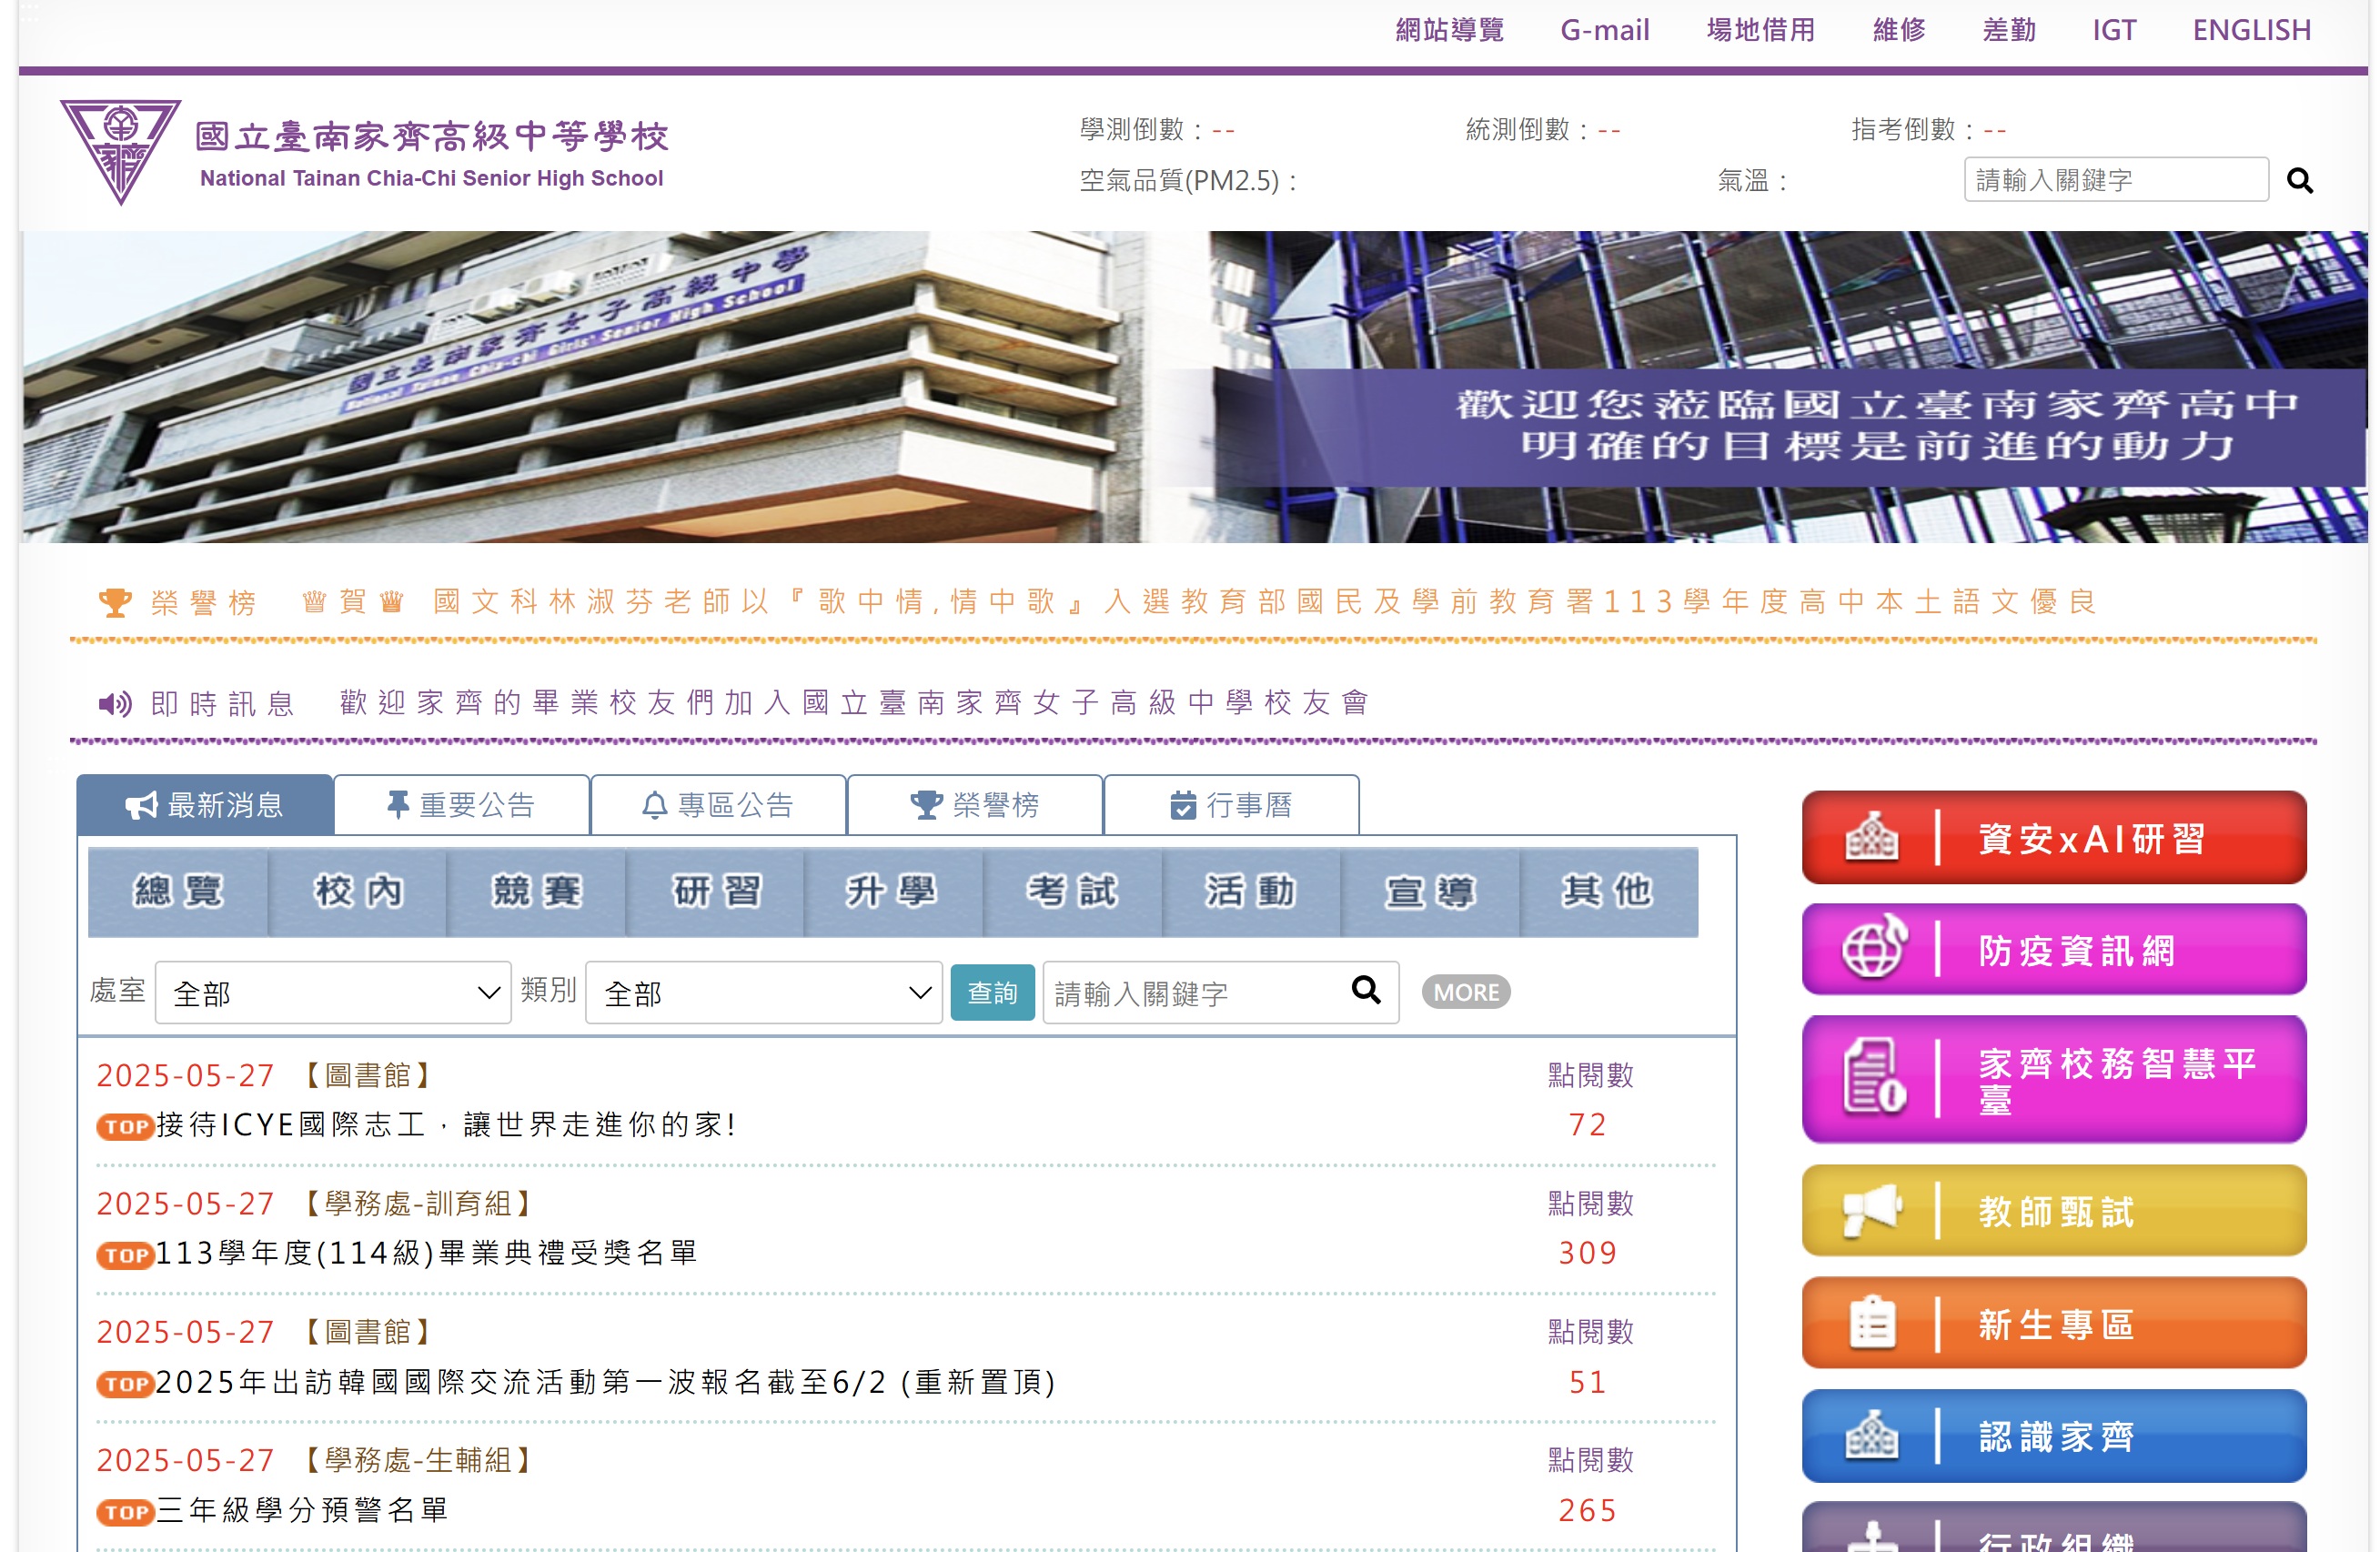 網站導覽 G-mail 場地借用 維修 差勤 IGT ENGLISH
國立臺南家齊高級中等學校
National Tainan Chia-Chi Senior High School
學測倒數：-- 統測倒數：-- 指考倒數：--
空氣品質(PM2.5)： 氣溫： 請輸入關鍵字
國立臺南家齊女子高級中學
National Tainan Chia-chi Girls' Senior High School
歡迎您蒞臨國立臺南家齊高中
明確的目標是前進的動力
榮譽榜 ♕賀♛ 國文科林淑芬老師以『歌中情,情中歌』入選教育部國民及學前教育署113學年度高中本土語文優良
即時訊息 歡迎家齊的畢業校友們加入國立臺南家齊女子高級中學校友會
最新消息 重要公告 專區公告 榮譽榜 行事曆
總覽 校內 競賽 研習 升學 考試 活動 宣導 其他
處室 全部 類別 全部 查詢 請輸入關鍵字 MORE
2025-05-27 【圖書館】 點閱數
TOP接待ICYE國際志工，讓世界走進你的家! 72
2025-05-27 【學務處-訓育組】 點閱數
TOP113學年度(114級)畢業典禮受獎名單 309
2025-05-27 【圖書館】 點閱數
TOP2025年出訪韓國國際交流活動第一波報名截至6/2 (重新置頂) 51
2025-05-27 【學務處-生輔組】 點閱數
TOP三年級學分預警名單 265
資安xAI研習
防疫資訊網
家齊校務智慧平
臺
教師甄試
新生專區
認識家齊
行政組織